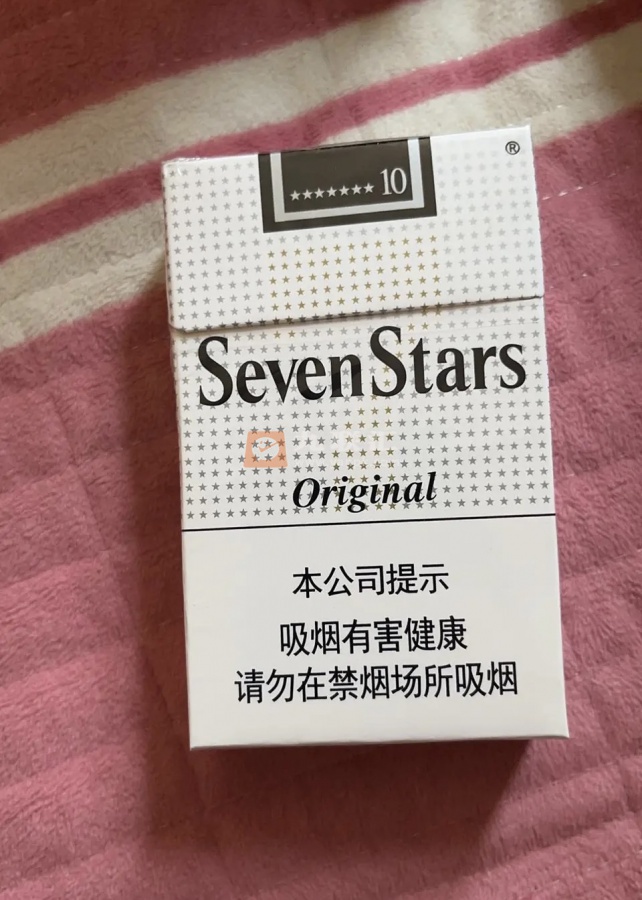 ★★★★★★★ 10
®
Seven Stars
Original
本公司提示
吸烟有害健康
请勿在禁烟场所吸烟